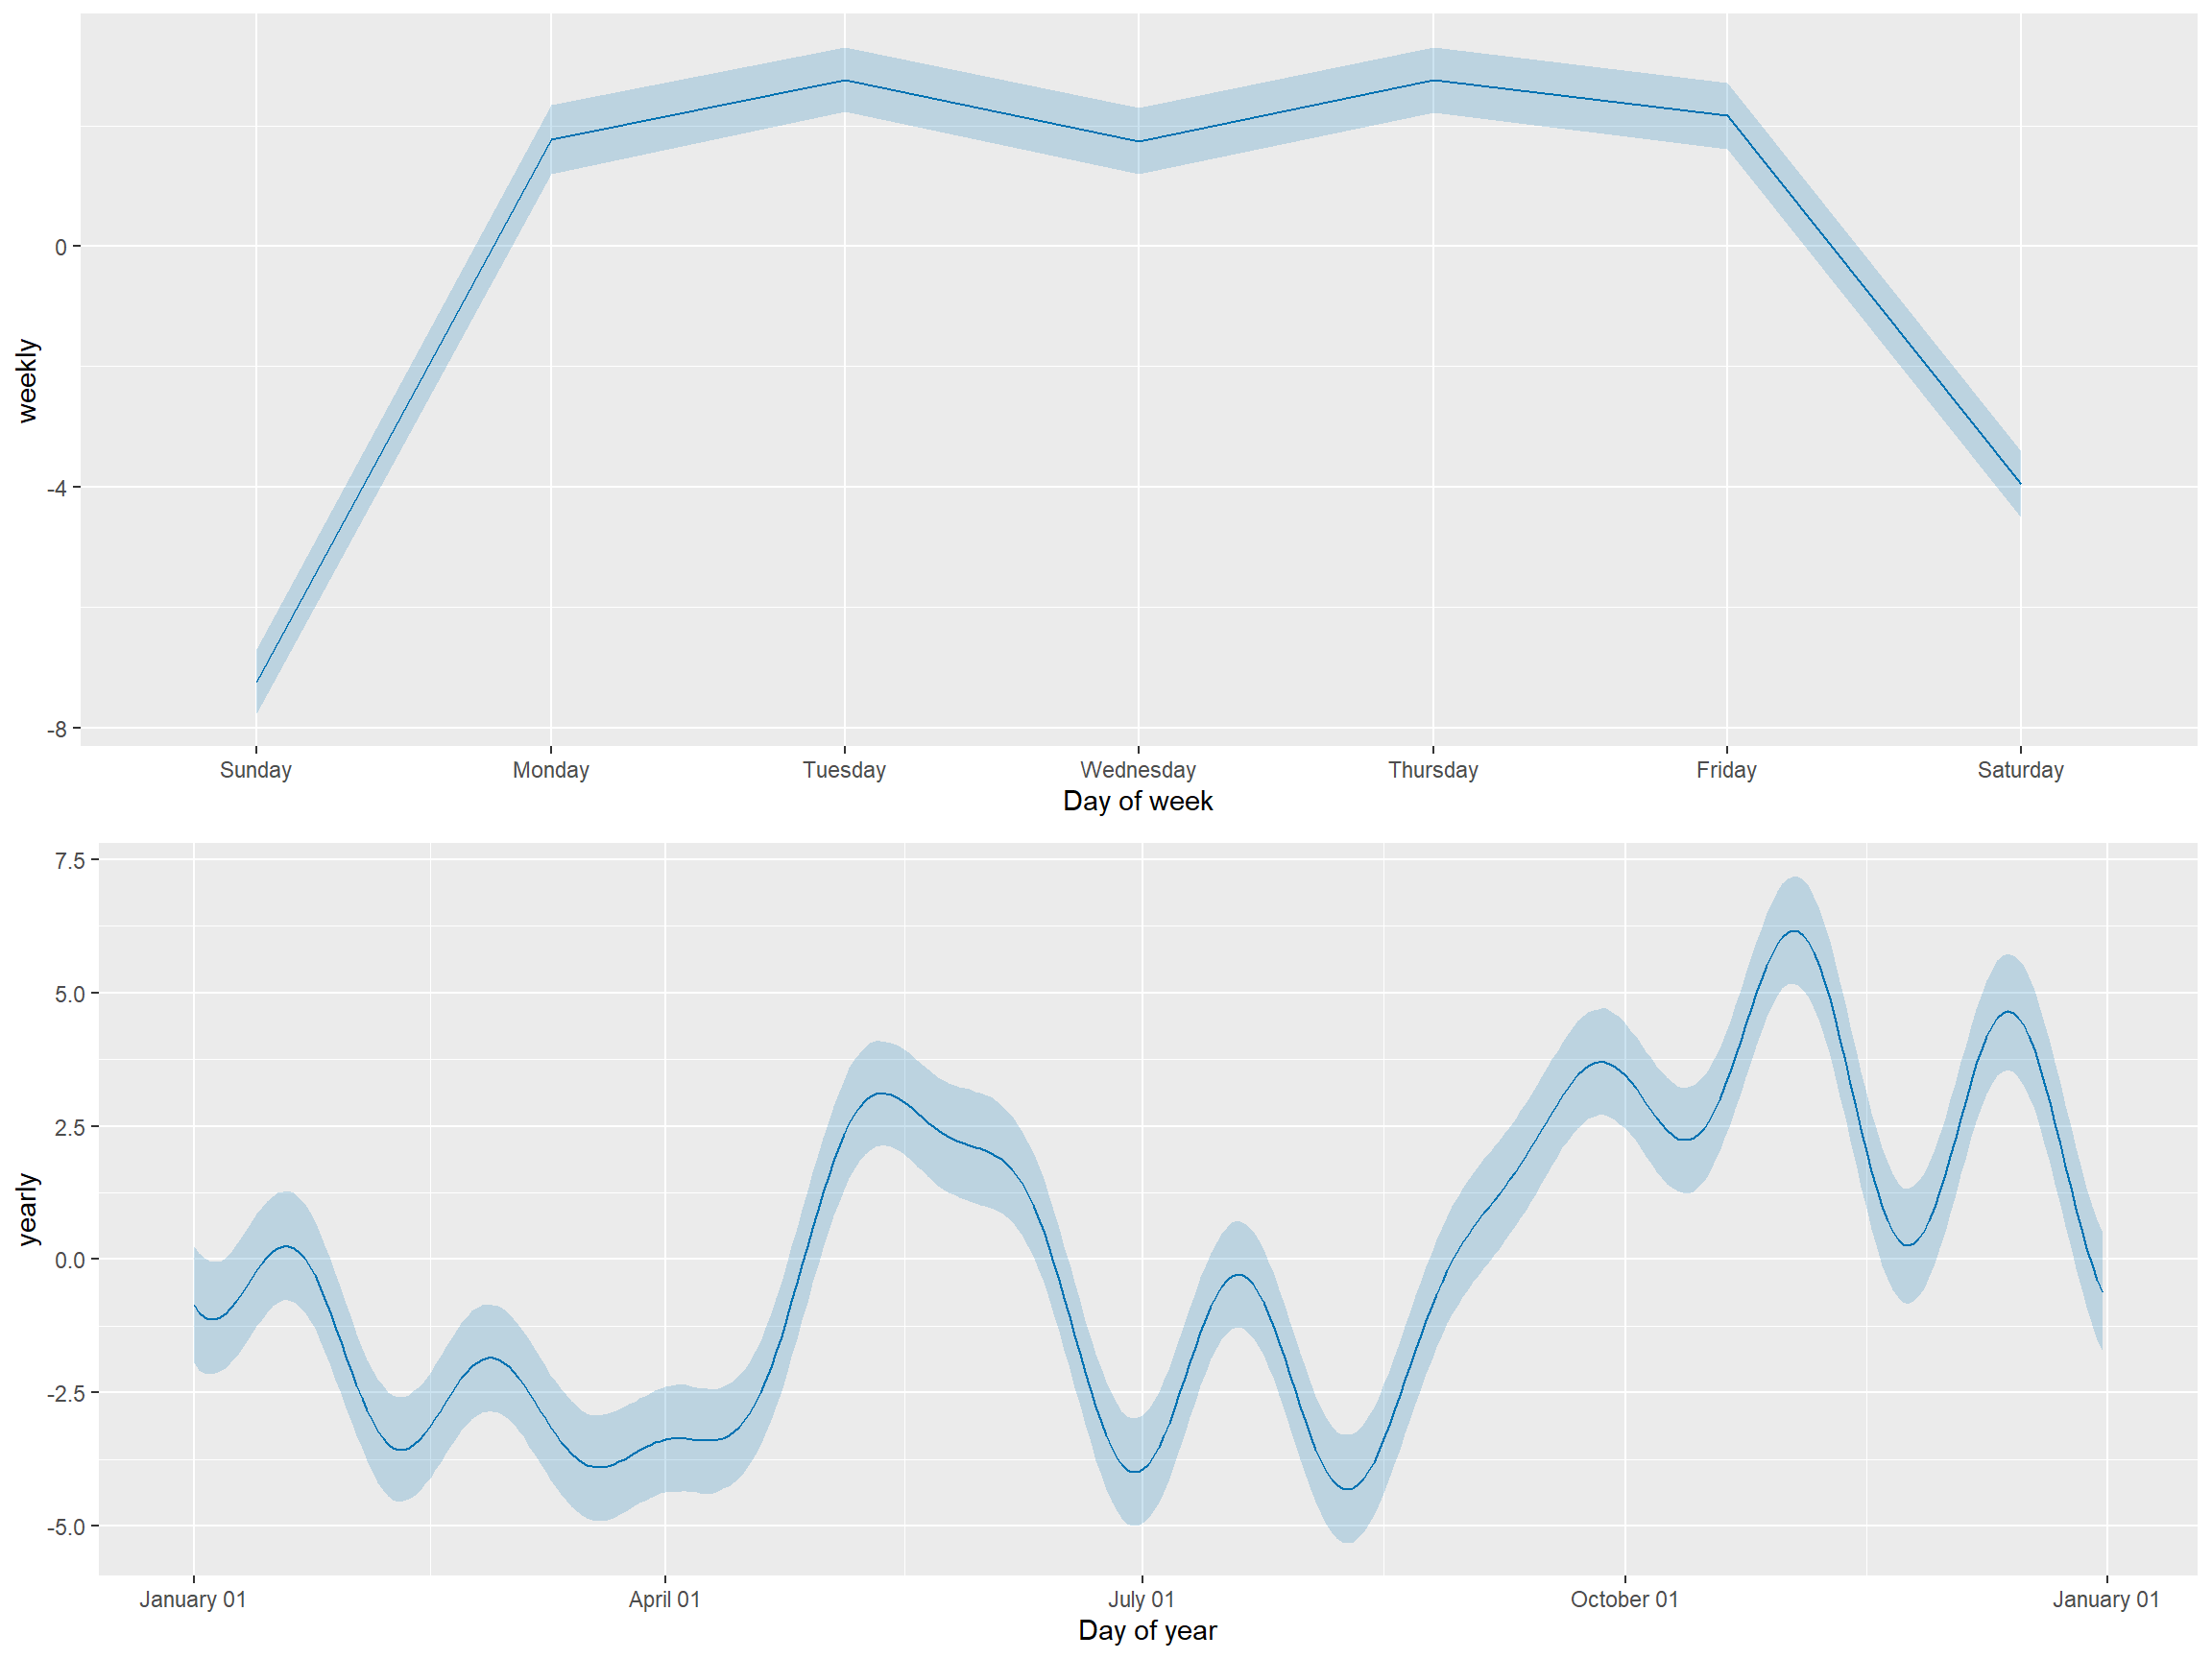 weekly
0
-4
-8
Sunday Monday Tuesday Wednesday Thursday Friday Saturday
Day of week
yearly
7.5
5.0
2.5
0.0
-2.5
-5.0
January 01 April 01 July 01 October 01 January 01
Day of year